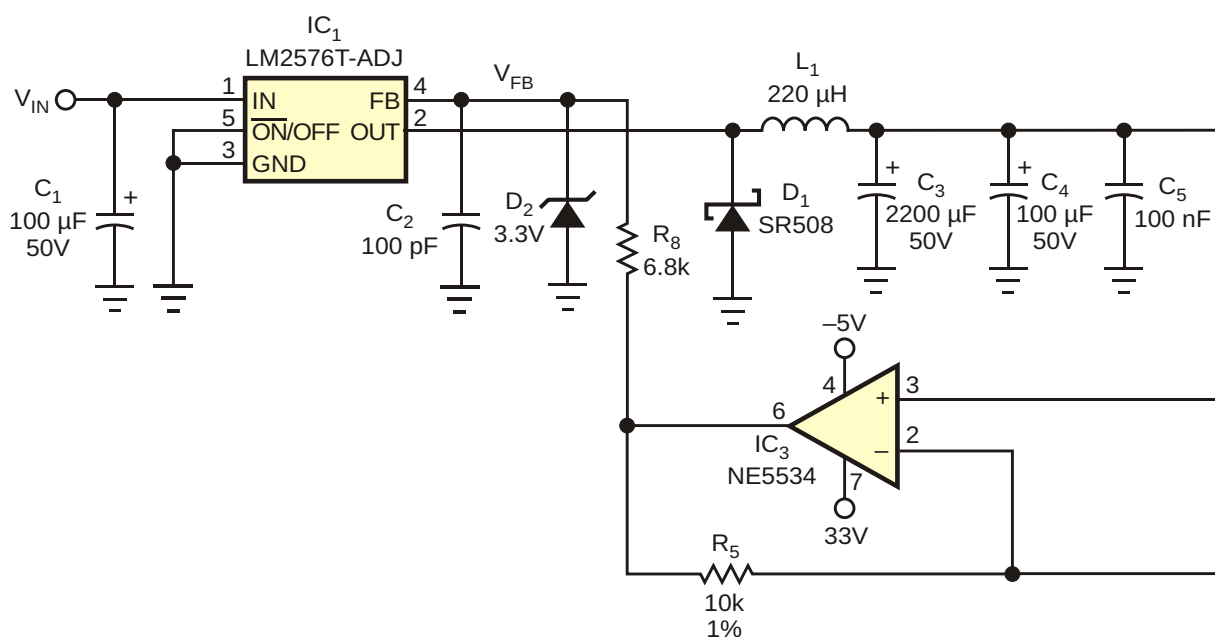 IC1
LM2576T-ADJ
VIN
1
IN
5
ON/OFF
3
GND
FB
4
OUT
2
VFB
L1
220 µH
C1
100 µF
50V
+
C2
100 pF
D2
3.3V
R8
6.8k
D1
SR508
+
C3
2200 µF
50V
+
C4
100 µF
50V
C5
100 nF
–5V
4
3
+
6
2
–
IC3
NE5534
7
33V
R5
10k
1%